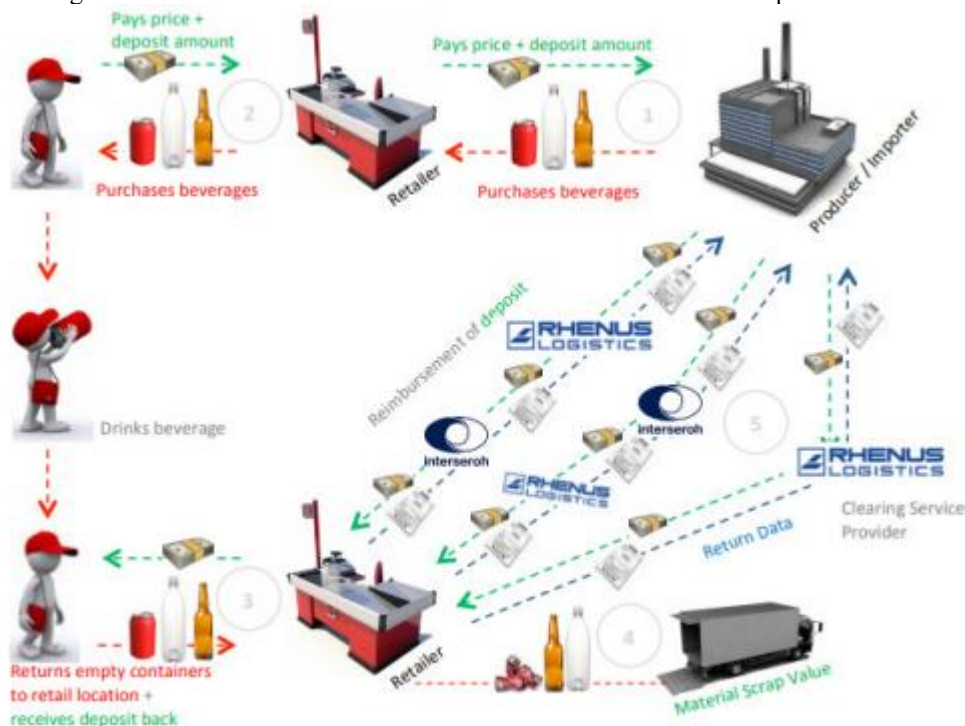 Pays price +
deposit amount
2
Purchases beverages
Retailer
Pays price + deposit amount
1
Purchases beverages
Producer / Importer
Drinks beverage
Reimbursement of deposit
RHENUS
LOGISTICS
interseroh
interseroh
RHENUS
LOGISTICS
5
RHENUS
LOGISTICS
Clearing Service
Provider
Return Data
3
Returns empty containers
to retail location +
receives deposit back
Retailer
4
Material Scrap Value